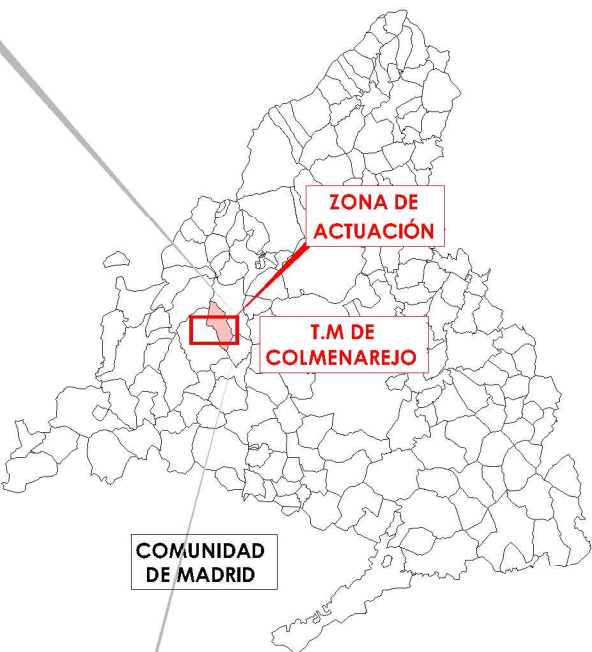 ZONA DE
ACTUACIÓN
T.M DE
COLMENAREJO
COMUNIDAD
DE MADRID